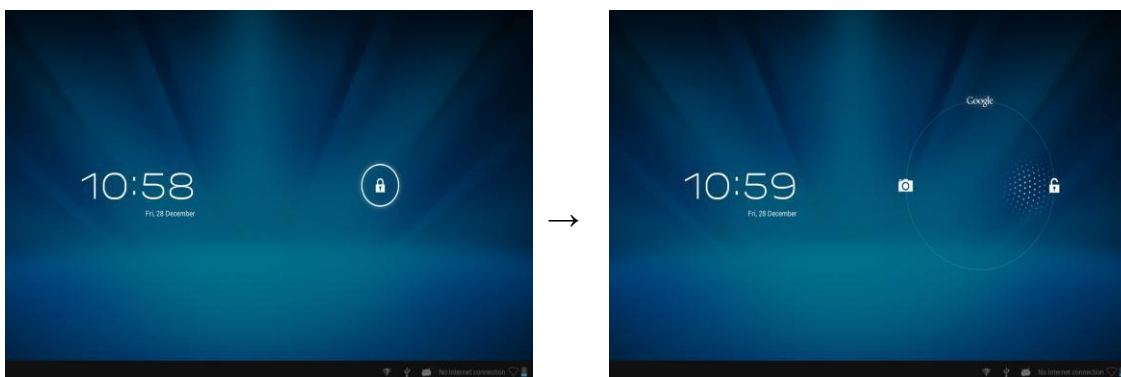 10:58
Fri, 28 December
No Internet connection
→
Google
10:59
Fri, 28 December
No Internet connection